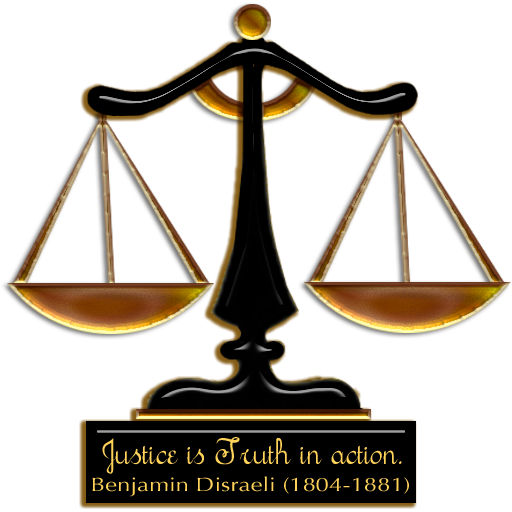 Justice is Truth in action.
Benjamin Disraeli (1804-1881)